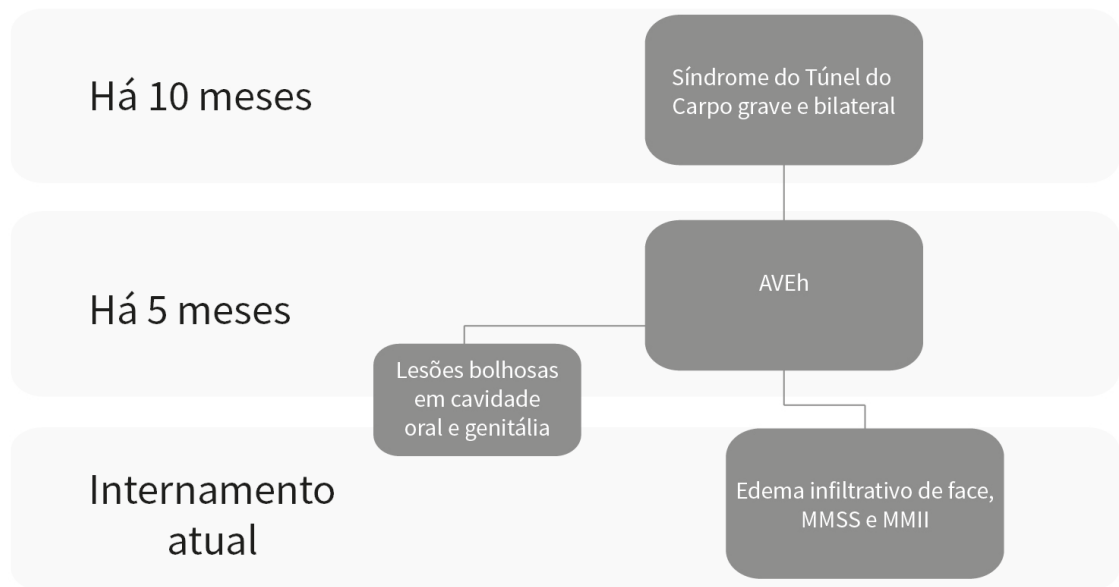 Há 10 meses
Síndrome do Túnel do
Carpo grave e bilateral
Há 5 meses
AVEh
Lesões bolhosas
em cavidade
oral e genitália
Internamento
atual
Edema infiltrativo de face,
MMSS e MMII